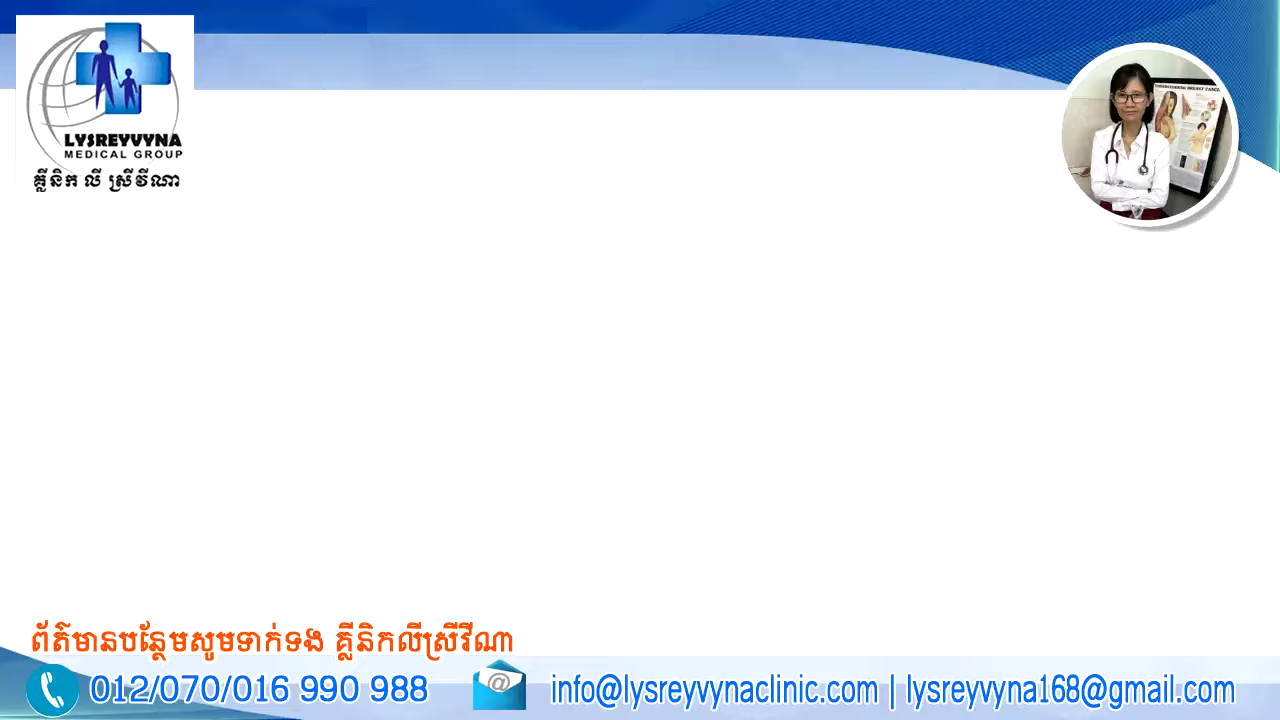 LYSREYVYNA
MEDICAL GROUP
គ្លីនិក លី ស្រីវីណា
ព័ត៌មានបន្ថែមសូមទាក់ទង គ្លីនិកលីស្រីវីណា
012/070/016 990 988
info@lysreyvynaclinic.com | lysreyvyna168@gmail.com